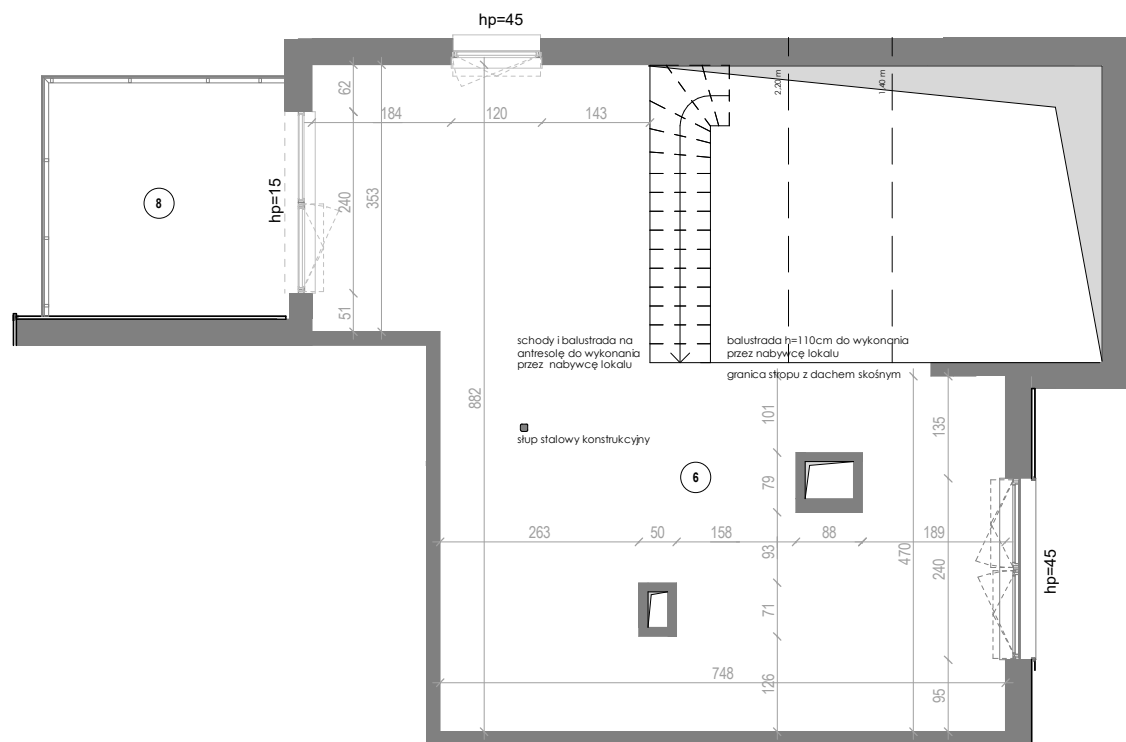 hp=45
2,20 m
1,40 m
62
184
120
143
8
hp=15
240
353
51
schody i balustrada na
antresolę do wykonania
przez nabywcę lokalu
balustrada h=110cm do wykonania
przez nabywcę lokalu
granica stropu z dachem skośnym
882
101
135
słup stalowy konstrukcyjny
6
79
263
50
158
88
189
93
470
240
hp=45
71
748
126
95